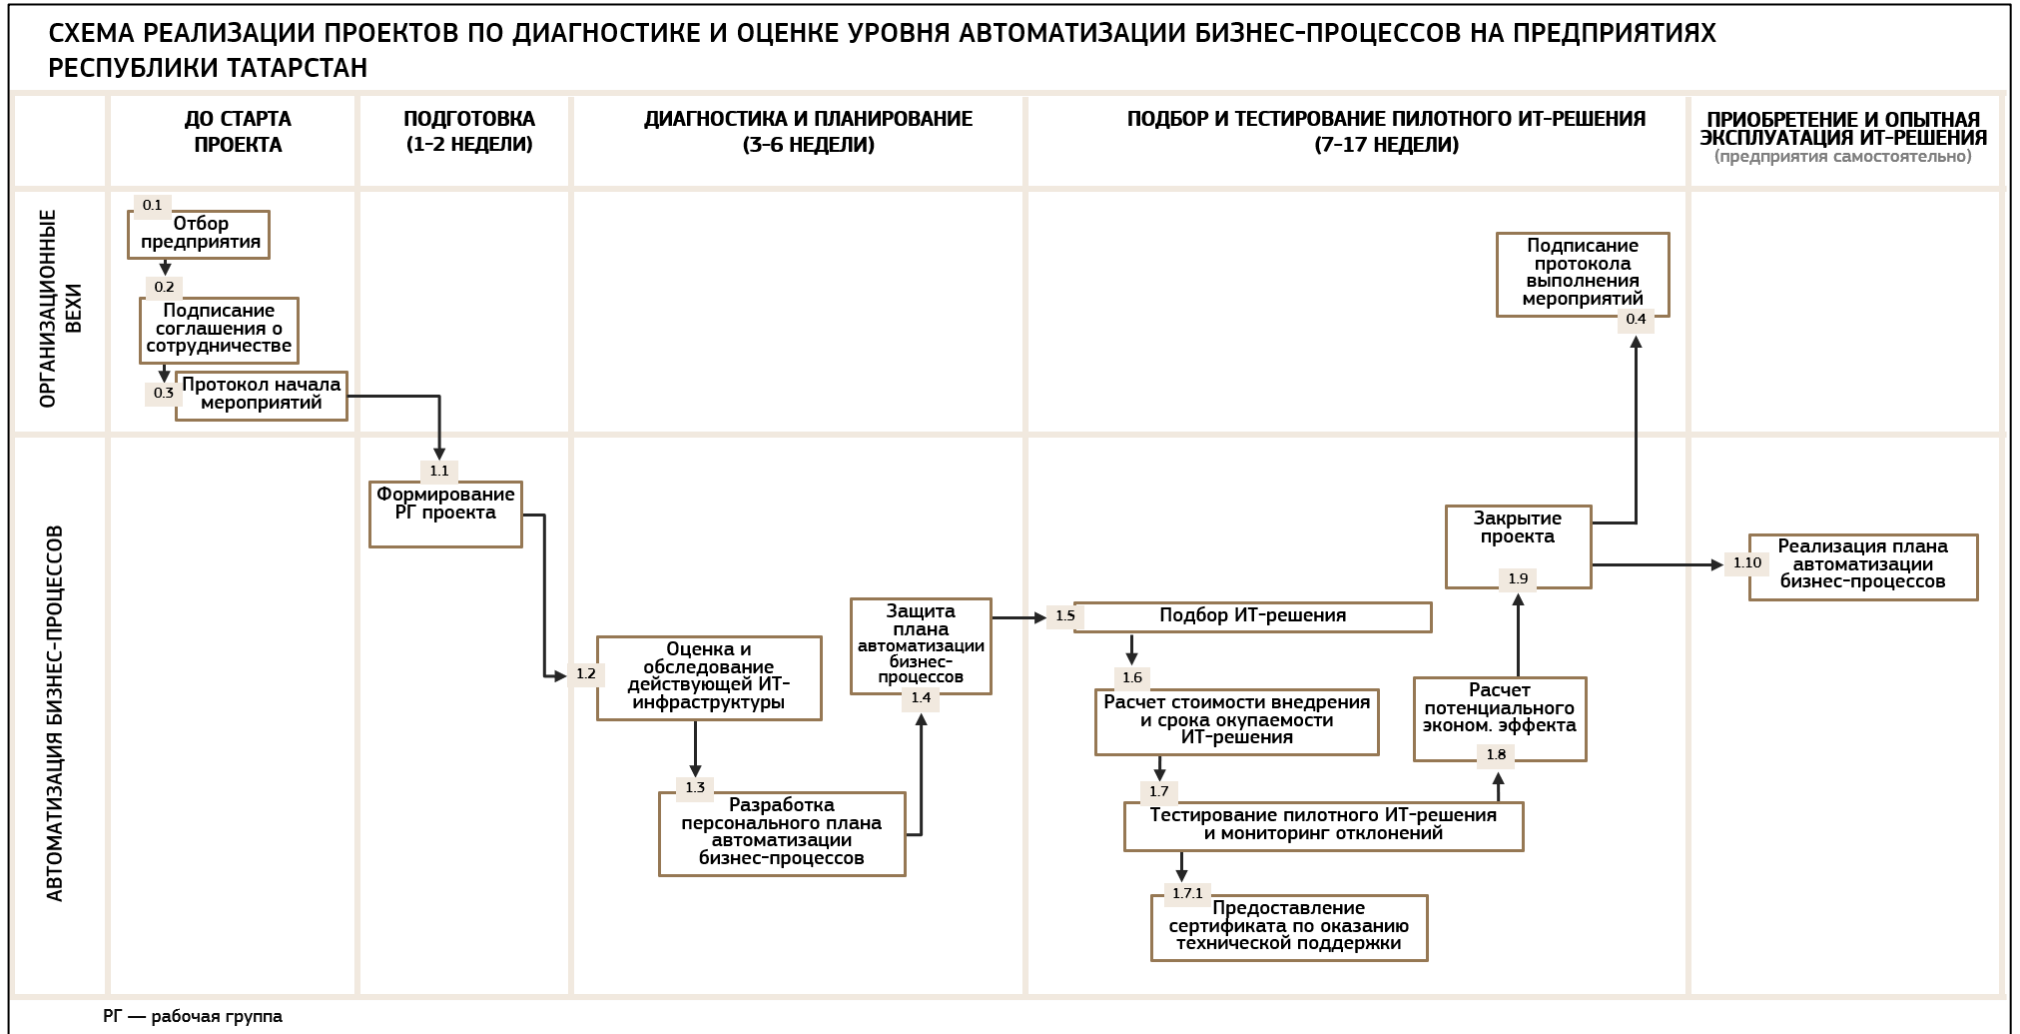 СХЕМА РЕАЛИЗАЦИИ ПРОЕКТОВ ПО ДИАГНОСТИКЕ И ОЦЕНКЕ УРОВНЯ АВТОМАТИЗАЦИИ БИЗНЕС-ПРОЦЕССОВ НА ПРЕДПРИЯТИЯХ
РЕСПУБЛИКИ ТАТАРСТАН
ДО СТАРТА
ПРОЕКТА
ПОДГОТОВКА
(1-2 НЕДЕЛИ)
ДИАГНОСТИКА И ПЛАНИРОВАНИЕ
(3-6 НЕДЕЛИ)
ПОДБОР И ТЕСТИРОВАНИЕ ПИЛОТНОГО ИТ-РЕШЕНИЯ
(7-17 НЕДЕЛИ)
ПРИОБРЕТЕНИЕ И ОПЫТНАЯ
ЭКСПЛУАТАЦИЯ ИТ-РЕШЕНИЯ
(предприятия самостоятельно)
ОРГАНИЗАЦИОННЫЕ
ВЕХИ
0.1
Отбор
предприятия
0.2
Подписание
соглашения о
сотрудничестве
0.3
Протокол начала
мероприятий
Подписание
протокола
выполнения
мероприятий
0.4
АВТОМАТИЗАЦИЯ БИЗНЕС-ПРОЦЕССОВ
1.1
Формирование
РГ проекта
1.2
Оценка и
обследование
действующей ИТ-
инфраструктуры
1.3
Разработка
персонального плана
автоматизации
бизнес-процессов
Защита
плана
автоматизации
бизнес-
процессов
1.4
1.5
Подбор ИТ-решения
1.6
Расчет стоимости внедрения
и срока окупаемости
ИТ-решения
1.7
Тестирование пилотного ИТ-решения
и мониторинг отклонений
1.7.1
Предоставление
сертификата по оказанию
технической поддержки
Расчет
потенциального
эконом. эффекта
1.8
Закрытие
проекта
1.9
1.10
Реализация плана
автоматизации
бизнес-процессов
РГ — рабочая группа